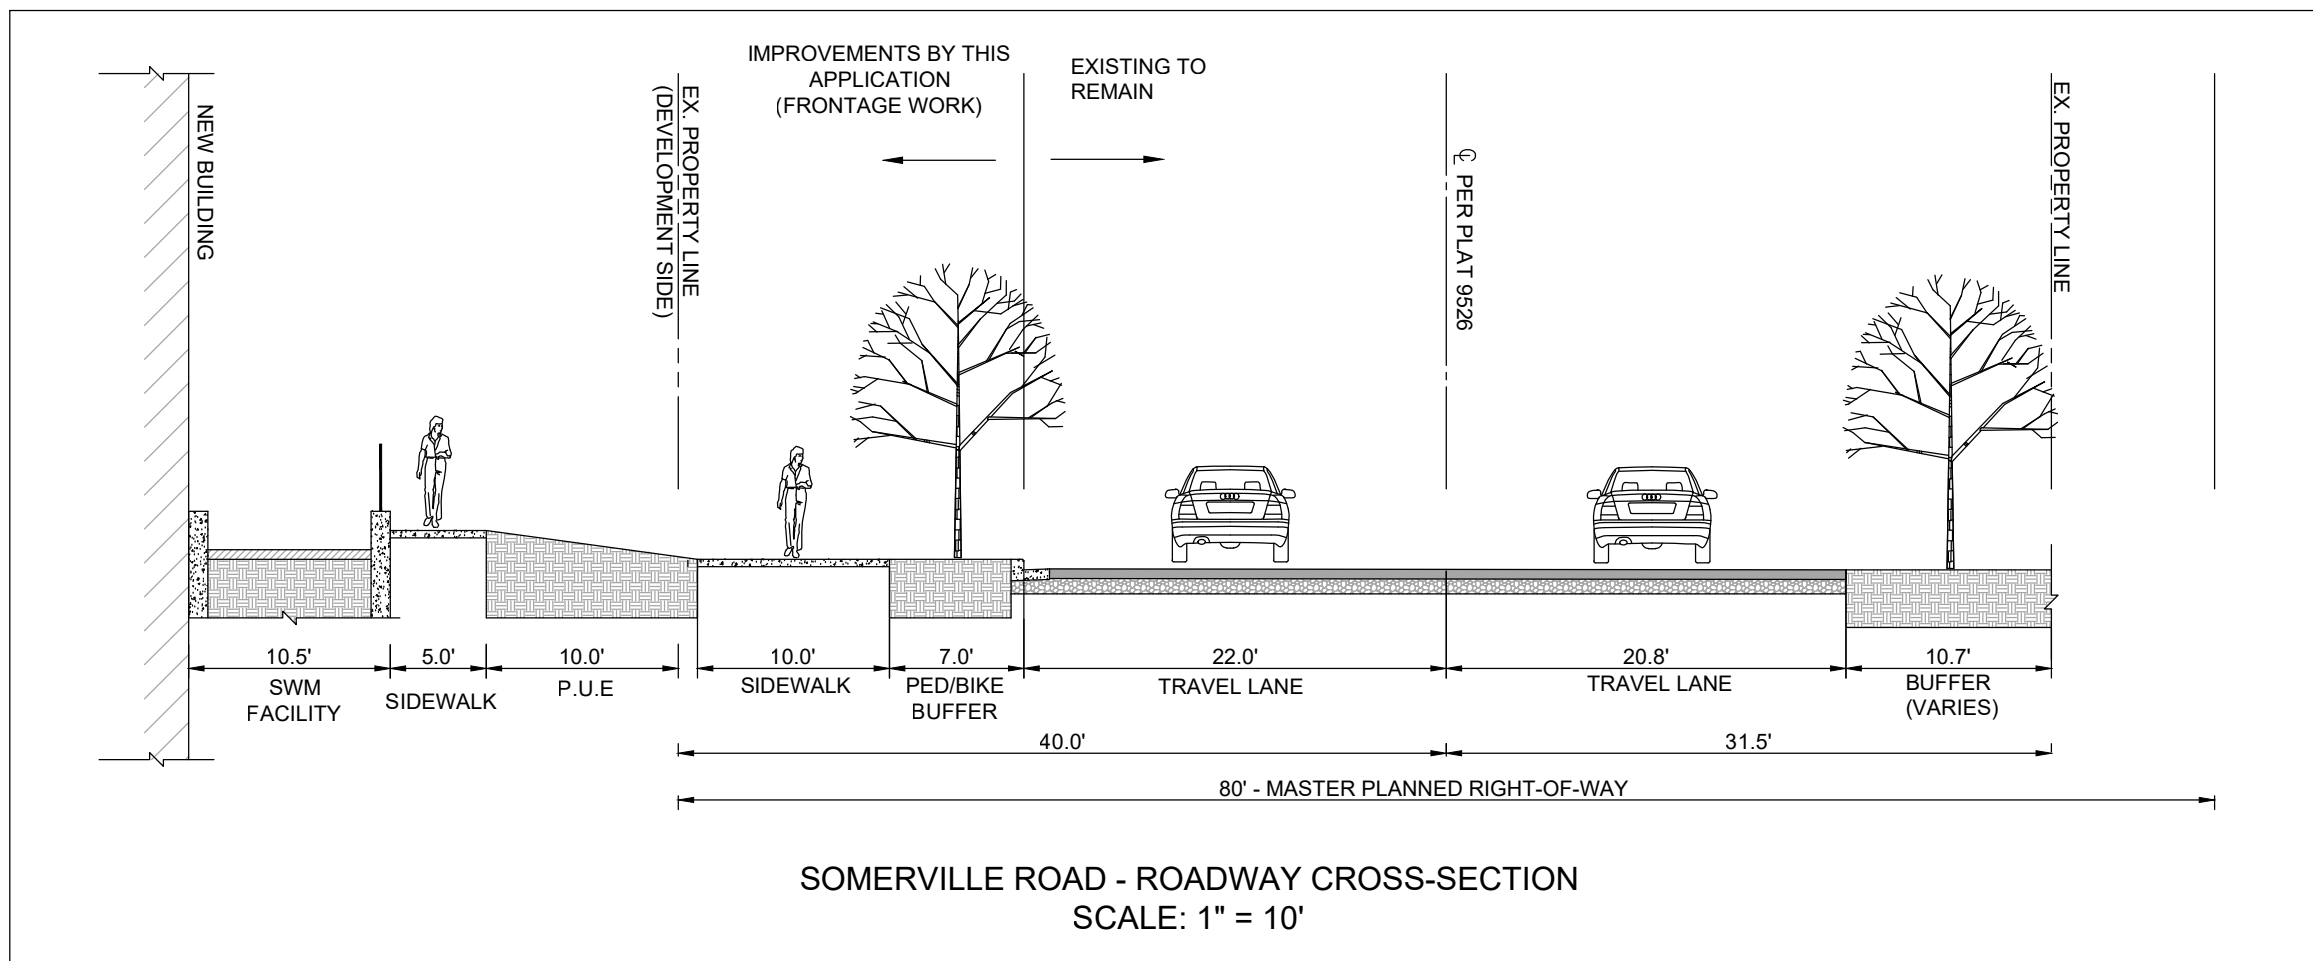 IMPROVEMENTS BY THIS
APPLICATION
(FRONTAGE WORK)
EXISTING TO
REMAIN
NEW BUILDING
EX. PROPERTY LINE
(DEVELOPMENT SIDE)
℄ PER PLAT 9526
EX. PROPERTY LINE
10.5'
SWM
FACILITY
5.0'
SIDEWALK
10.0'
P.U.E
10.0'
SIDEWALK
7.0'
PED/BIKE
BUFFER
22.0'
TRAVEL LANE
20.8'
TRAVEL LANE
10.7'
BUFFER
(VARIES)
40.0'
31.5'
80' - MASTER PLANNED RIGHT-OF-WAY
SOMERVILLE ROAD - ROADWAY CROSS-SECTION
SCALE: 1" = 10'